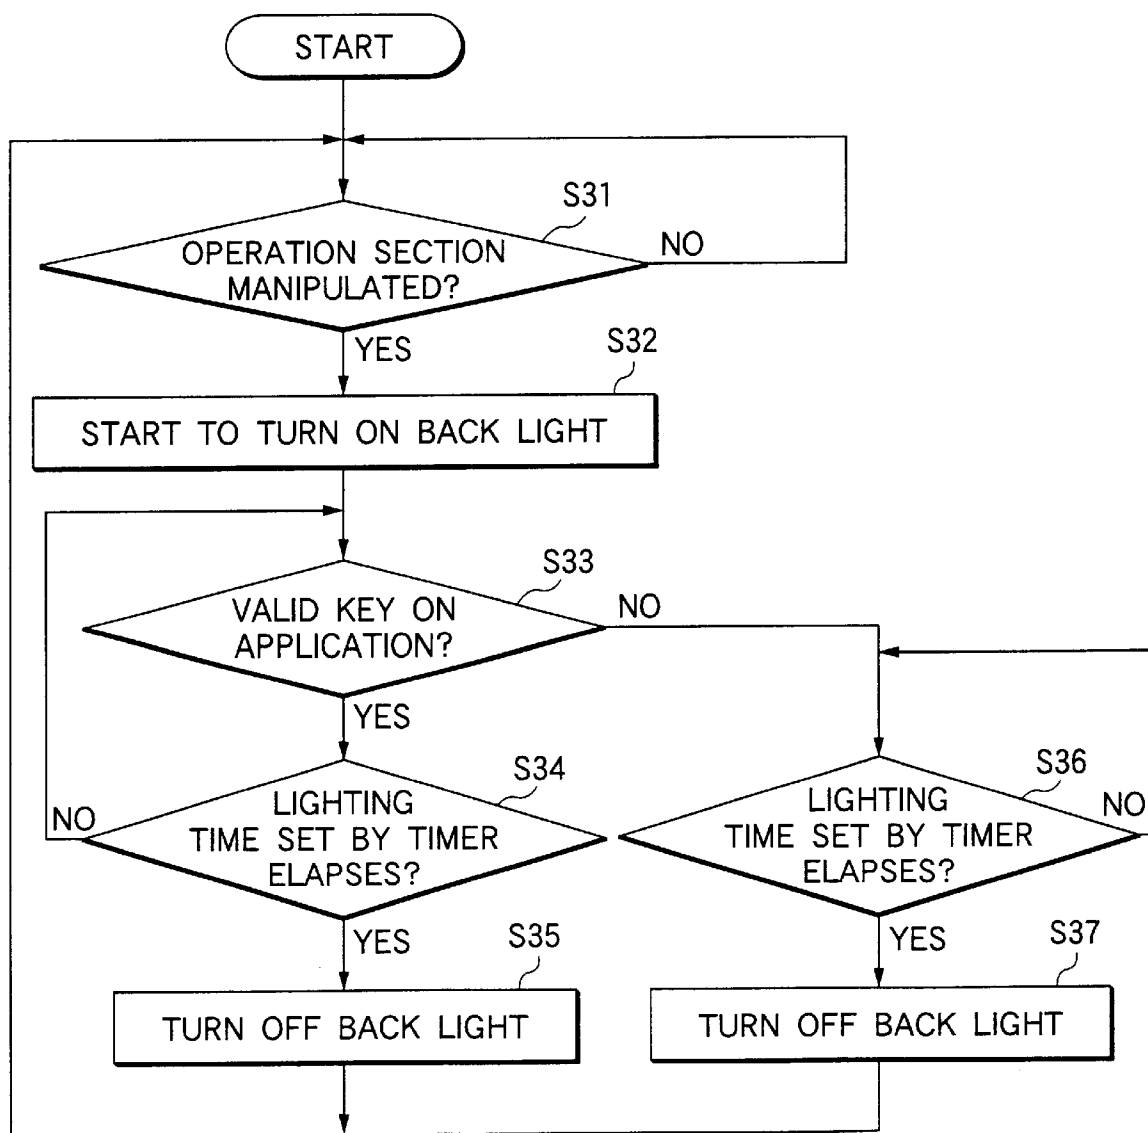 START
S31
OPERATION SECTION
MANIPULATED?
NO
YES
S32
START TO TURN ON BACK LIGHT
S33
VALID KEY ON
APPLICATION?
NO
YES
S34
LIGHTING
TIME SET BY TIMER
ELAPSES?
NO
YES
S35
TURN OFF BACK LIGHT
S36
LIGHTING
TIME SET BY TIMER
ELAPSES?
NO
YES
S37
TURN OFF BACK LIGHT